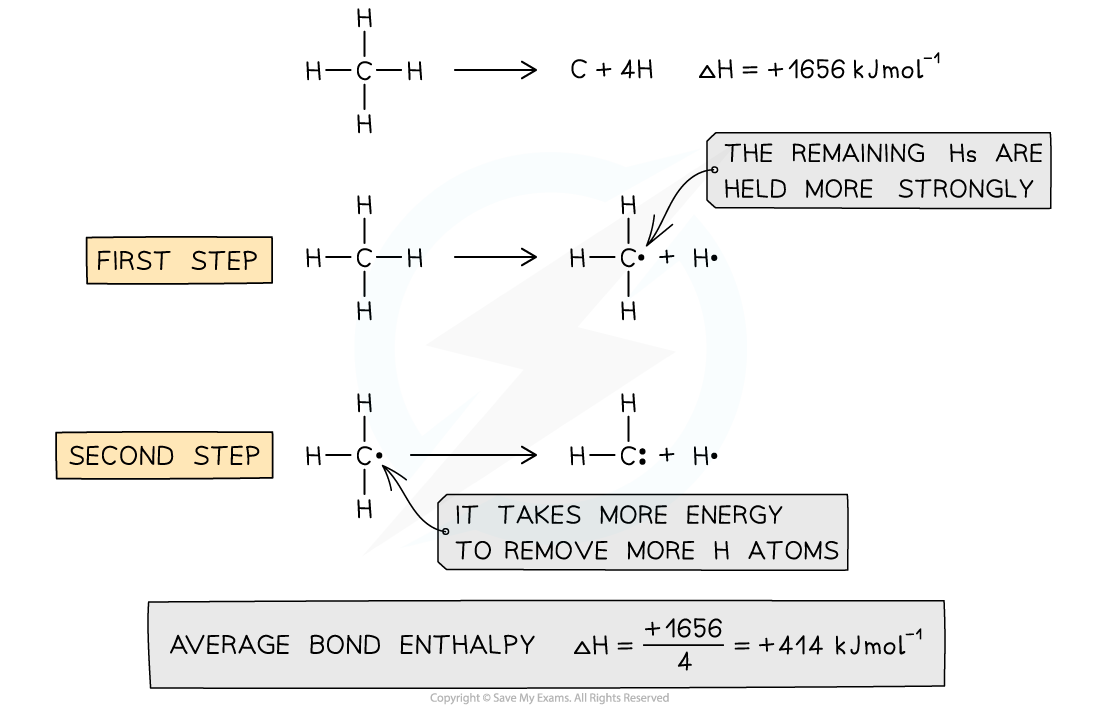 H
H—C—H → C + 4H ΔH = +1656 kJmol⁻¹
H
THE REMAINING Hs ARE
HELD MORE STRONGLY
FIRST STEP
H H
H—C—H → H—C• + H•
H H
SECOND STEP
H H
H—C• → H—C: + H•
H
IT TAKES MORE ENERGY
TO REMOVE MORE H ATOMS
AVERAGE BOND ENTHALPY ΔH = +1656/4 = +414 kJmol⁻¹
Copyright © Save My Exams. All Rights Reserved